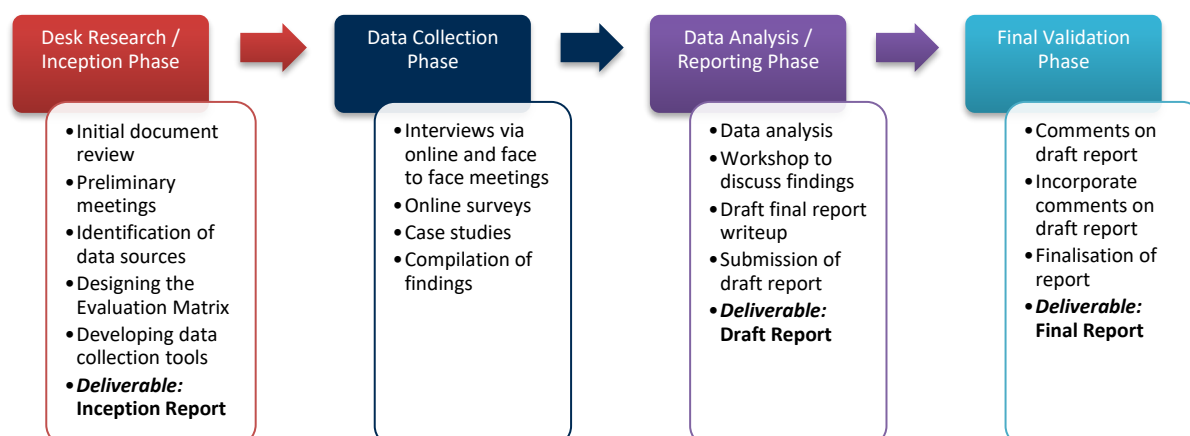 Desk Research /
Inception Phase
•Initial document
review
•Preliminary
meetings
•Identification of
data sources
•Designing the
Evaluation Matrix
•Developing data
collection tools
•Deliverable:
Inception Report
Data Collection
Phase
•Interviews via
online and face
to face meetings
•Online surveys
•Case studies
•Compilation of
findings
Data Analysis /
Reporting Phase
•Data analysis
•Workshop to
discuss findings
•Draft final report
writeup
•Submission of
draft report
•Deliverable:
Draft Report
Final Validation
Phase
•Comments on
draft report
•Incorporate
comments on
draft report
•Finalisation of
report
•Deliverable:
Final Report